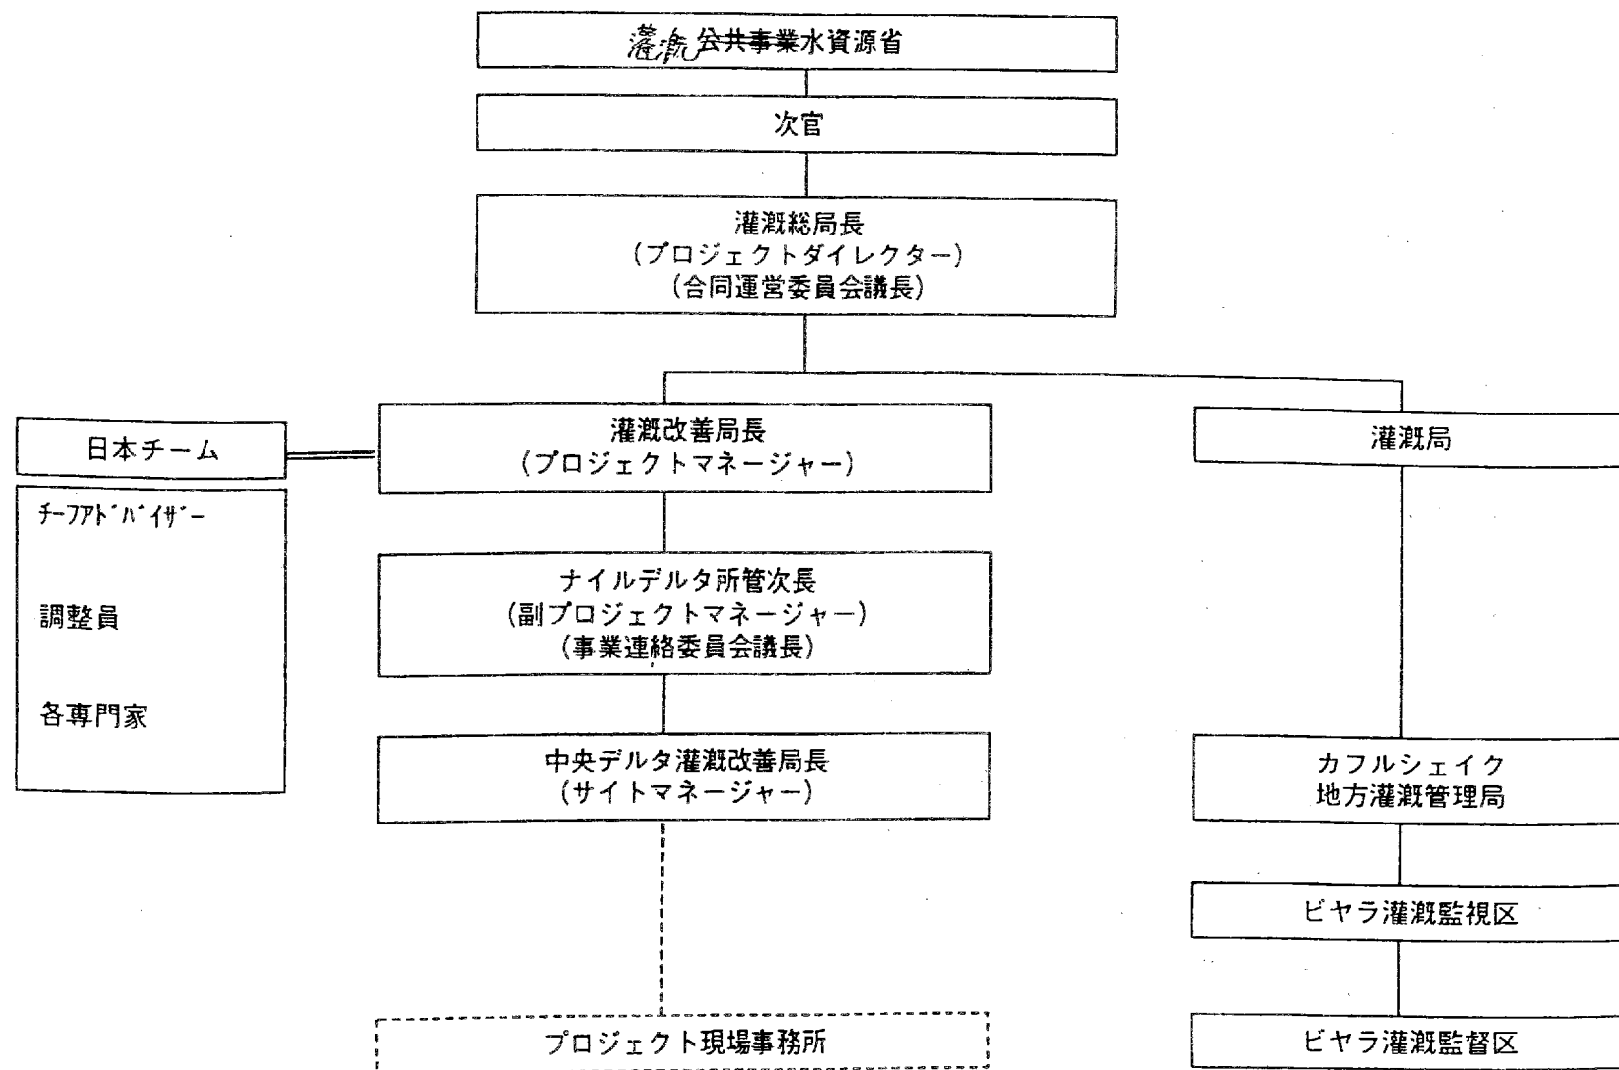 灌漑公共事業水資源省
次官
灌漑総局長
(プロジェクトダイレクター)
(合同運営委員会議長)
日本チーム
チーフアドバイザー
調整員
各専門家
灌漑改善局長
(プロジェクトマネージャー)
ナイルデルタ所管次長
(副プロジェクトマネージャー)
(事業連絡委員会議長)
中央デルタ灌漑改善局長
(サイトマネージャー)
プロジェクト現場事務所
灌漑局
カフルシェイク
地方灌漑管理局
ビヤラ灌漑監視区
ビヤラ灌漑監督区